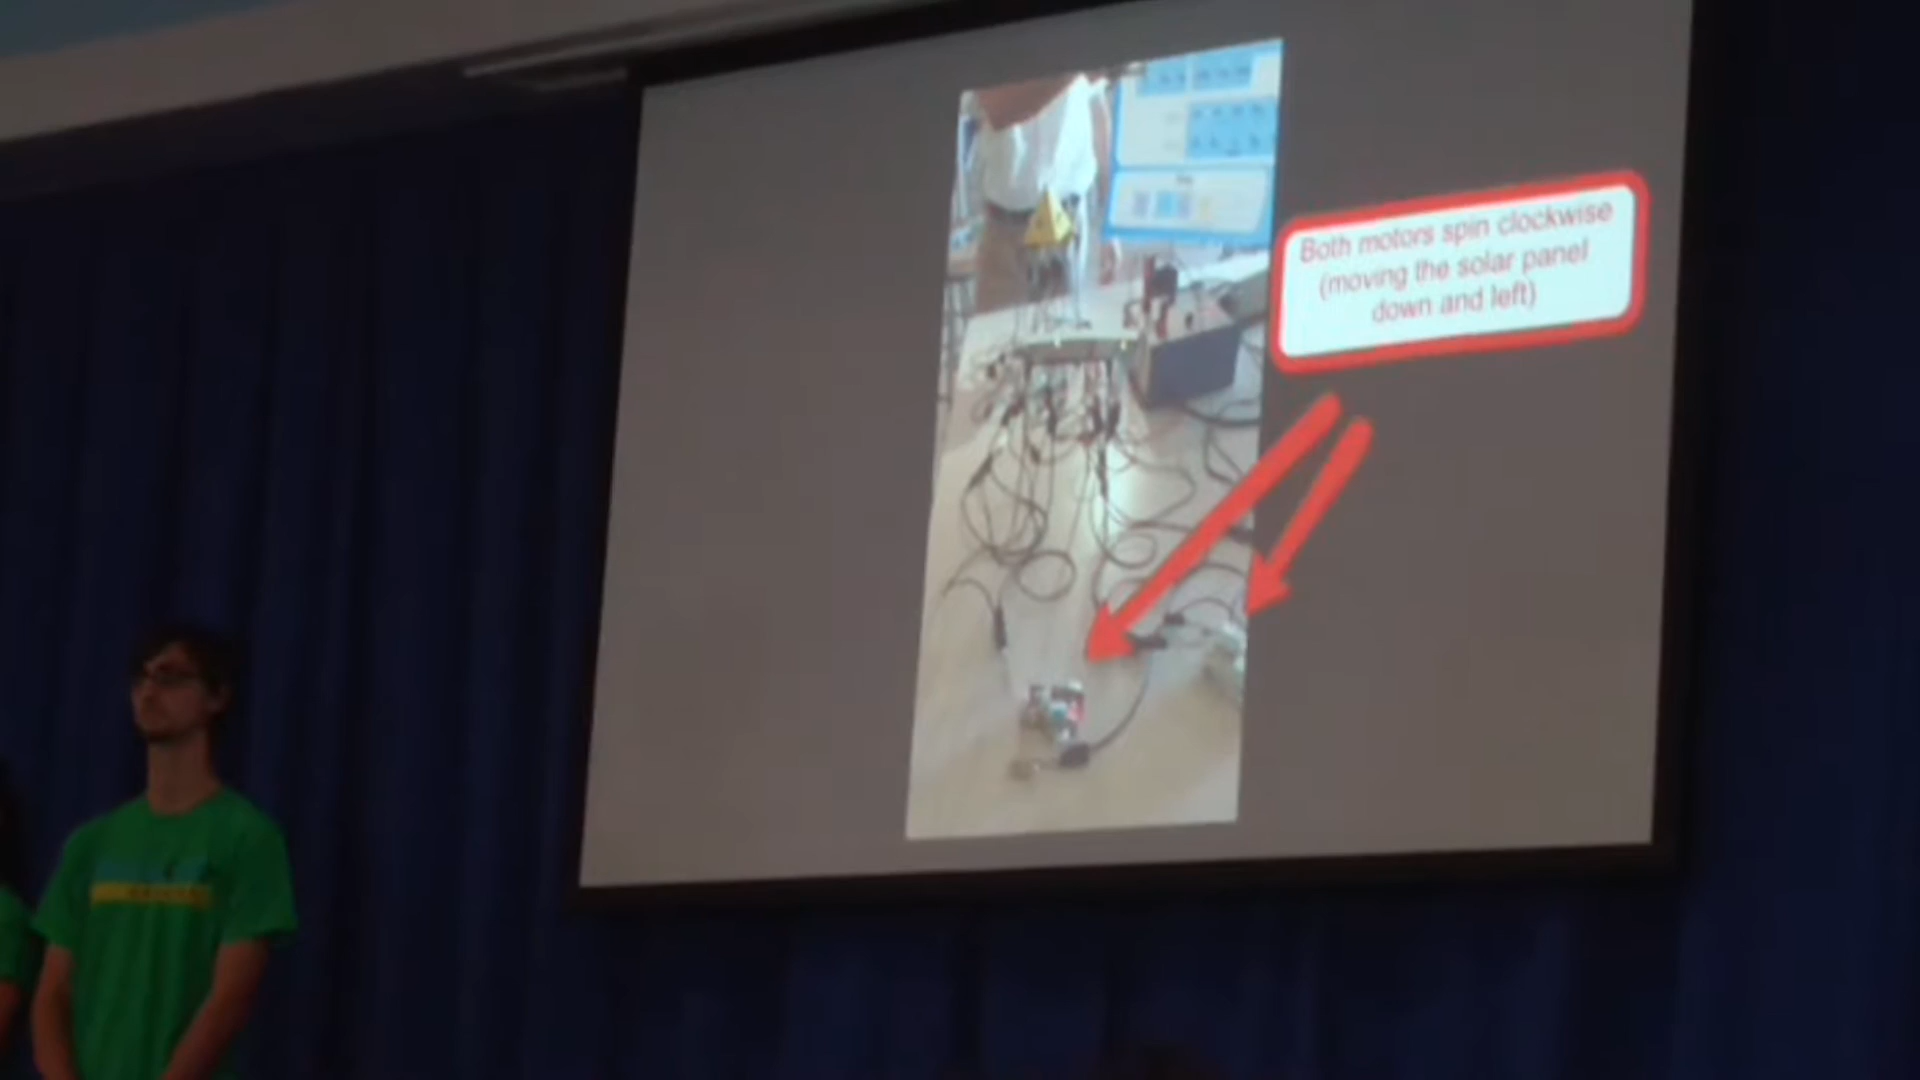 Both motors spin clockwise
(moving the solar panel
down and left)